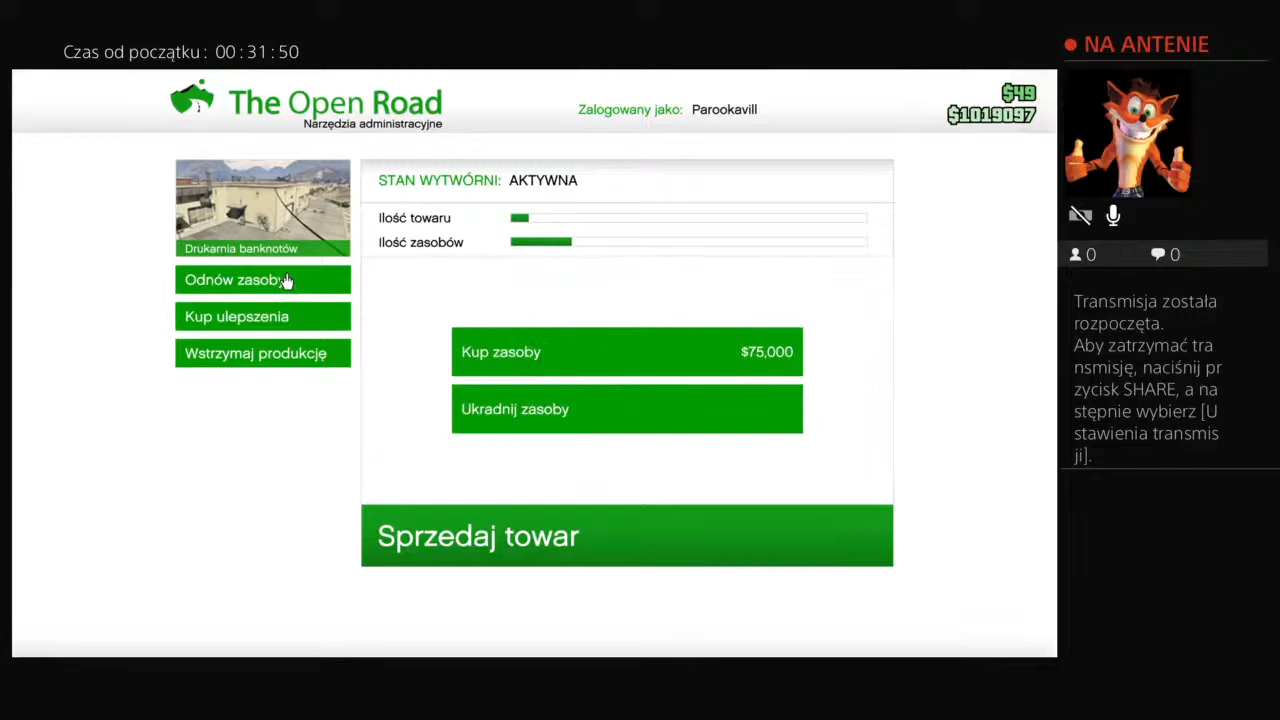 Czas od początku: 00:31:50
NA ANTENIE
The Open Road
Narzędzia administracyjne
Zalogowany jako: Parookavill
$49
$1019097
Drukarnia banknotów
Odnów zasoby
Kup ulepszenia
Wstrzymaj produkcję
STAN WYTWÓRNI: AKTYWNA
Ilość towaru
Ilość zasobów
Kup zasoby $75,000
Ukradnij zasoby
Sprzedaj towar
0 0
Transmisja została
rozpoczęta.
Aby zatrzymać tra
nsmisję, naciśnij pr
zycisk SHARE, a na
stępnie wybierz [U
stawienia transmis
ji].